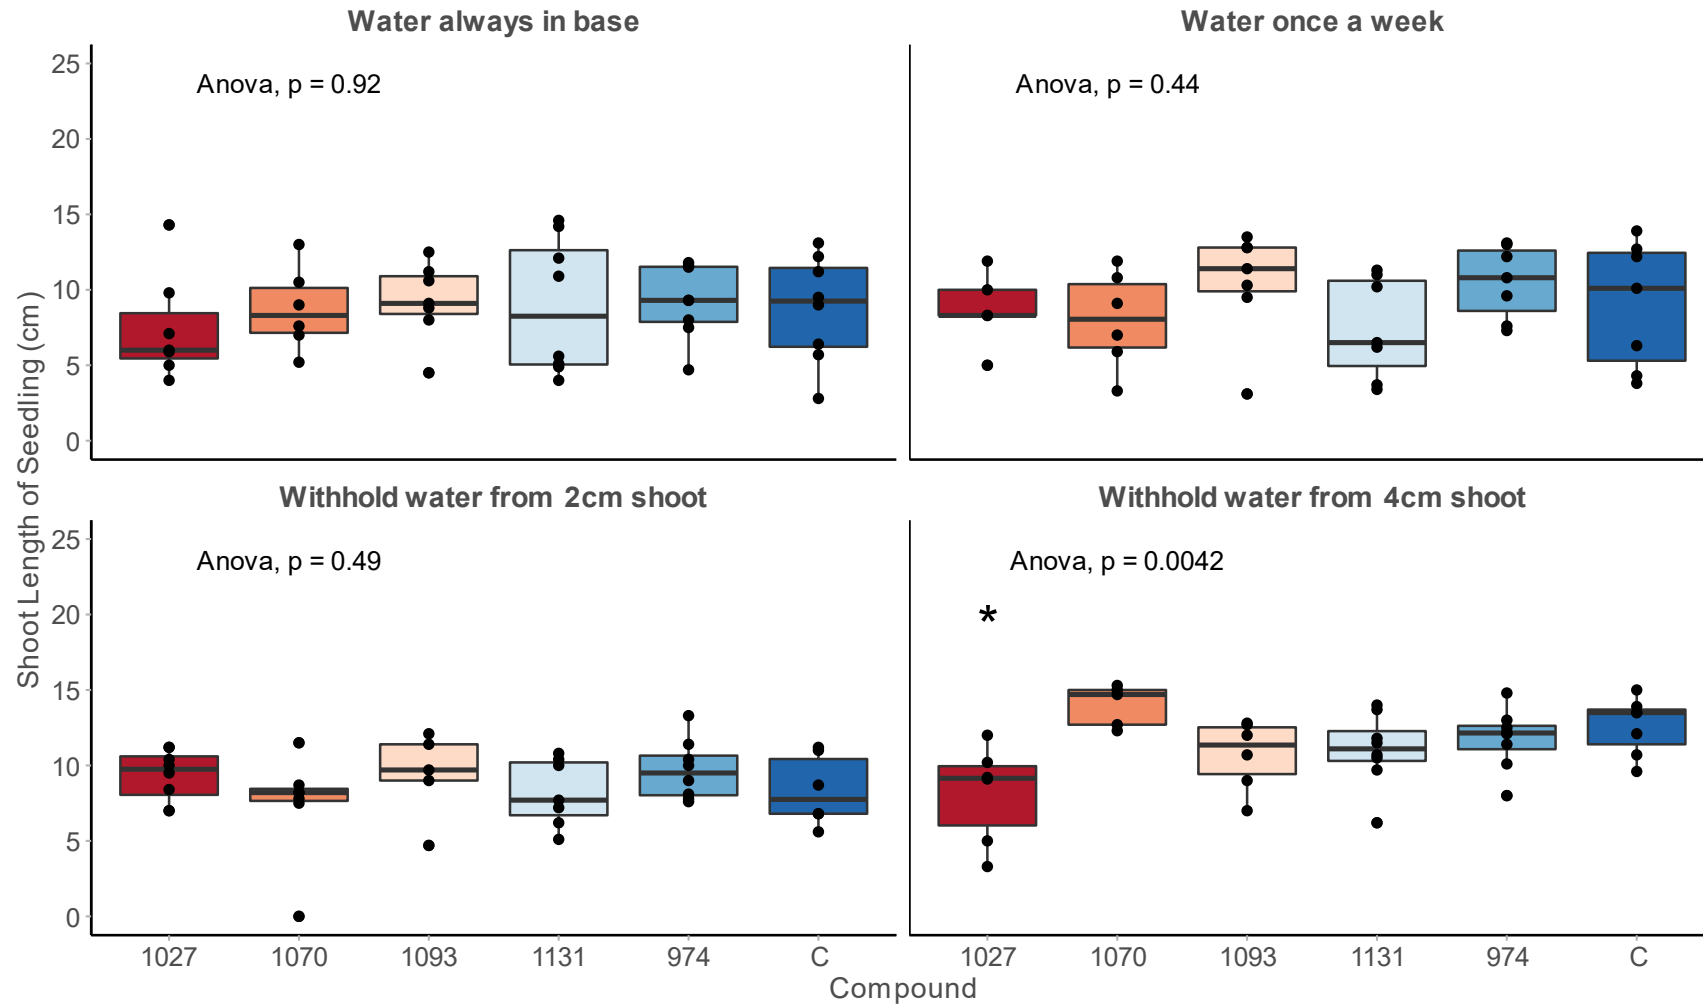 Water always in base
Water once a week
25
20
15
10
5
0
Anova, p = 0.92
Anova, p = 0.44
Shoot Length of Seedling (cm)
Withhold water from 2cm shoot
Withhold water from 4cm shoot
25
20
15
10
5
0
Anova, p = 0.49
Anova, p = 0.0042
*
1027 1070 1093 1131 974 C
1027 1070 1093 1131 974 C
Compound